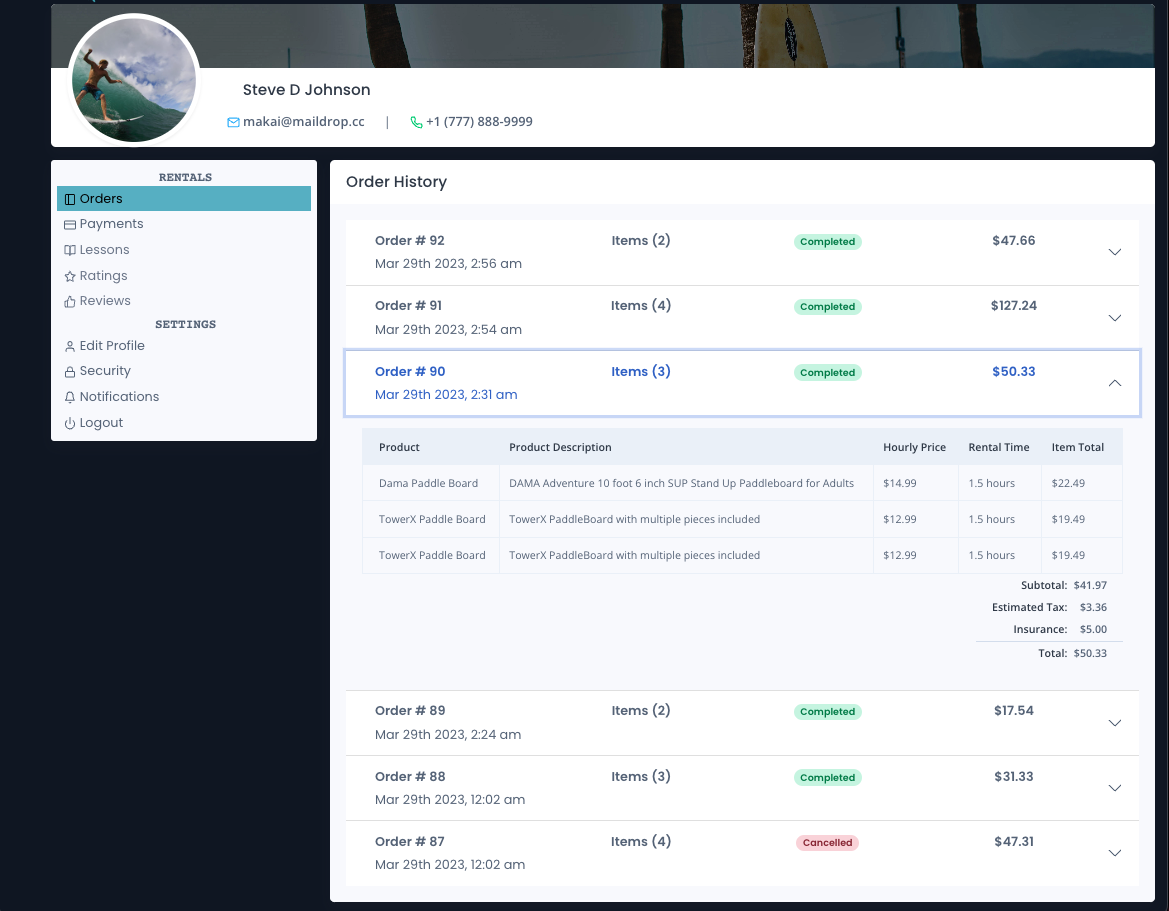 Steve D Johnson
makai@maildrop.cc | +1 (777) 888-9999
RENTALS
Orders
Payments
Lessons
Ratings
Reviews
SETTINGS
Edit Profile
Security
Notifications
Logout
Order History
Order # 92 Items (2) Completed $47.66
Mar 29th 2023, 2:56 am
Order # 91 Items (4) Completed $127.24
Mar 29th 2023, 2:54 am
Order # 90 Items (3) Completed $50.33
Mar 29th 2023, 2:31 am
Product Product Description Hourly Price Rental Time Item Total
Dama Paddle Board DAMA Adventure 10 foot 6 inch SUP Stand Up Paddleboard for Adults $14.99 1.5 hours $22.49
TowerX Paddle Board TowerX PaddleBoard with multiple pieces included $12.99 1.5 hours $19.49
TowerX Paddle Board TowerX PaddleBoard with multiple pieces included $12.99 1.5 hours $19.49
Subtotal: $41.97
Estimated Tax: $3.36
Insurance: $5.00
Total: $50.33
Order # 89 Items (2) Completed $17.54
Mar 29th 2023, 2:24 am
Order # 88 Items (3) Completed $31.33
Mar 29th 2023, 12:02 am
Order # 87 Items (4) Cancelled $47.31
Mar 29th 2023, 12:02 am